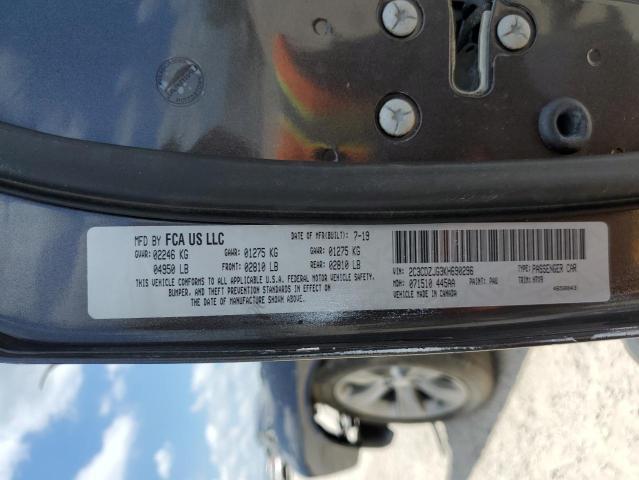 MFD BY FCA US LLC
DATE OF MFR(BUILT): 7-19
GVWR: 02246 KG GAWR: 01275 KG GAWR: 01275 KG
04950 LB FRONT: 02810 LB REAR: 02810 LB
THIS VEHICLE CONFORMS TO ALL APPLICABLE U.S.A. FEDERAL MOTOR VEHICLE SAFETY,
BUMPER, AND THEFT PREVENTION STANDARDS IN EFFECT ON
THE DATE OF MANUFACTURE SHOWN ABOVE.
VIN: 2C3CDZJG3KH690296 TYPE: PASSENGER CAR
MDH: 071510 445AA PAINT: PAU TRIM:
VEHICLE MADE IN CANADA